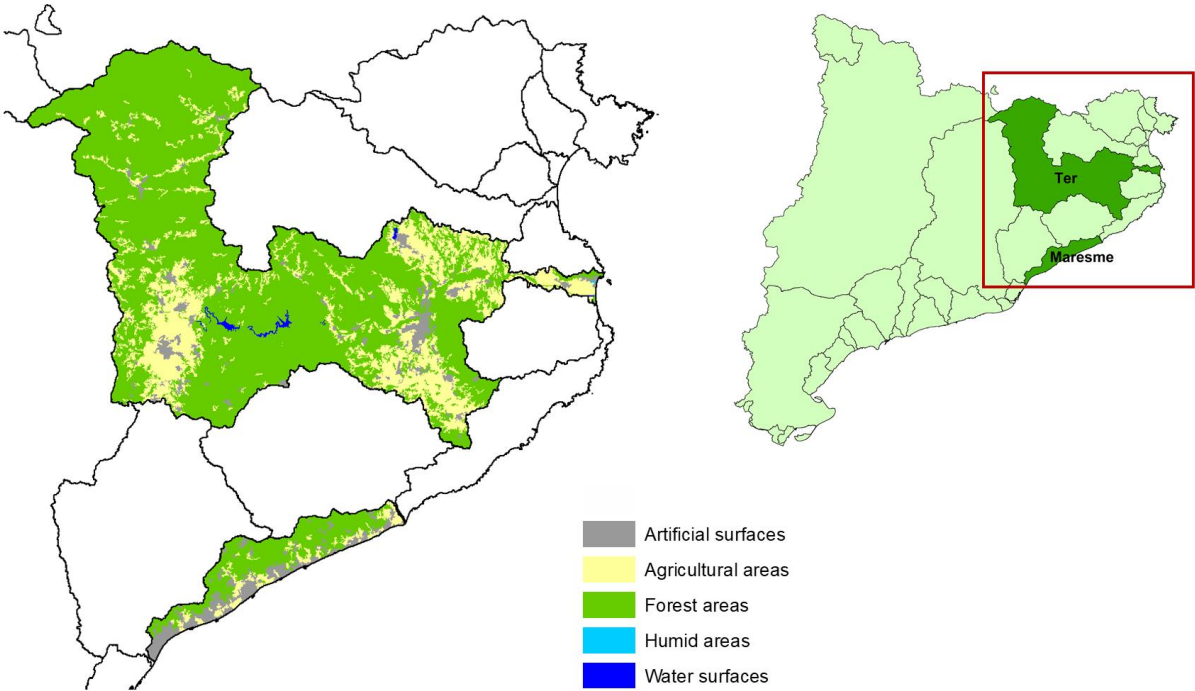 Ter
Maresme
Artificial surfaces
Agricultural areas
Forest areas
Humid areas
Water surfaces